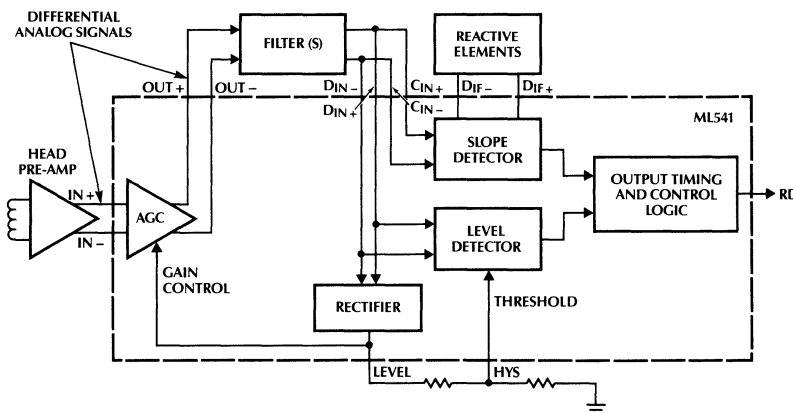 DIFFERENTIAL
ANALOG SIGNALS
FILTER (S)
REACTIVE
ELEMENTS
OUT +
OUT –
DIN –
DIN +
CIN +
CIN –
DIF –
DIF +
ML541
HEAD
PRE-AMP
IN +
IN –
AGC
SLOPE
DETECTOR
OUTPUT TIMING
AND CONTROL
LOGIC
RD
LEVEL
DETECTOR
GAIN
CONTROL
RECTIFIER
THRESHOLD
LEVEL
HYS